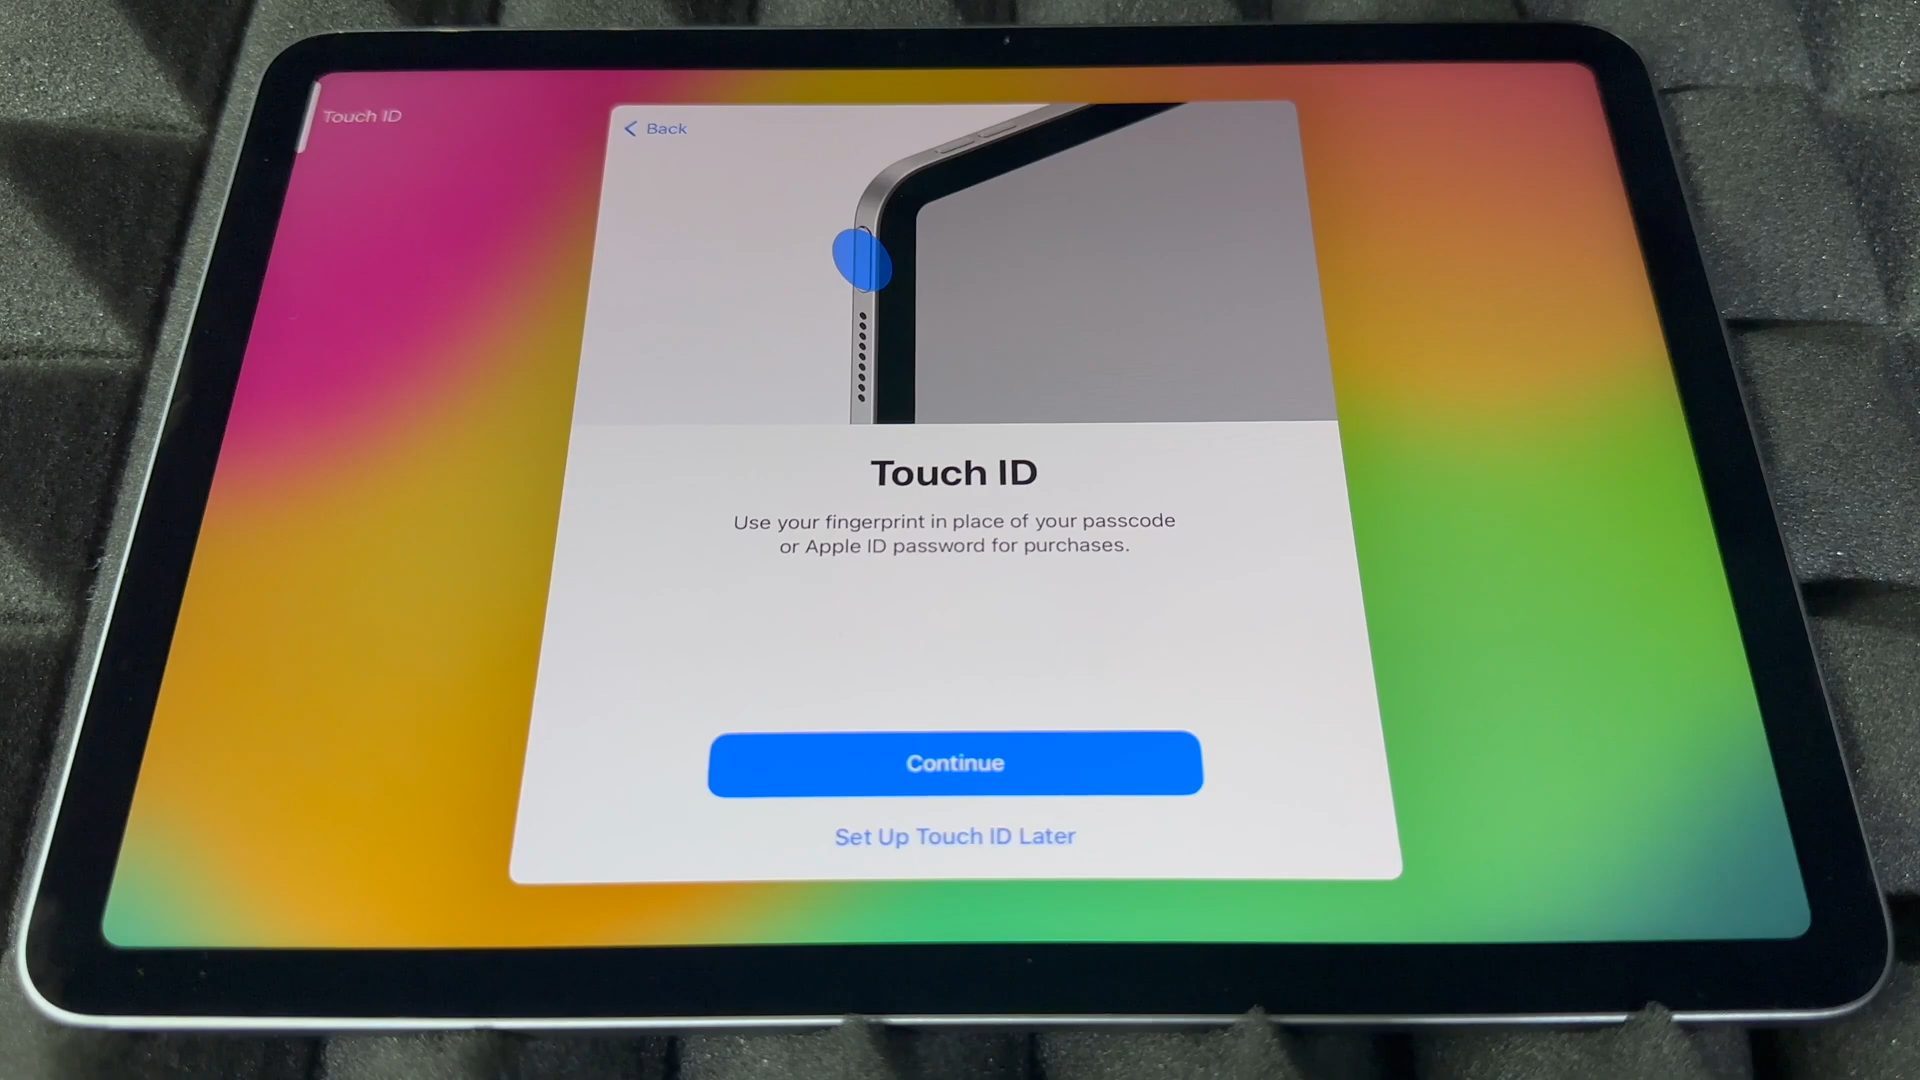 Touch ID
Back
Touch ID
Use your fingerprint in place of your passcode
or Apple ID password for purchases.
Continue
Set Up Touch ID Later